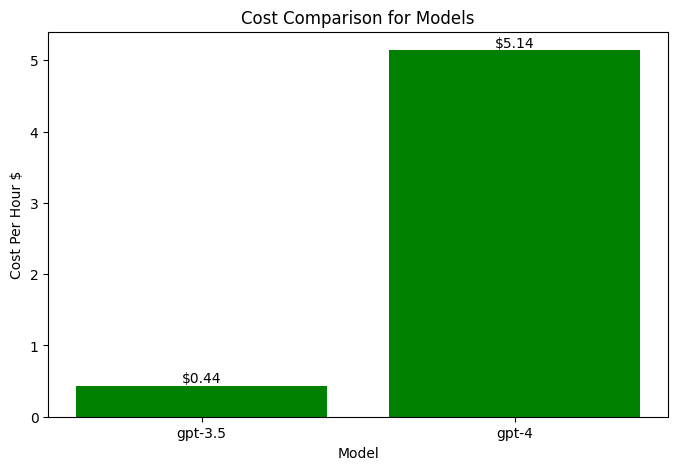 Cost Comparison for Models
Cost Per Hour $
5
4
3
2
1
0
$0.44
$5.14
gpt-3.5
gpt-4
Model